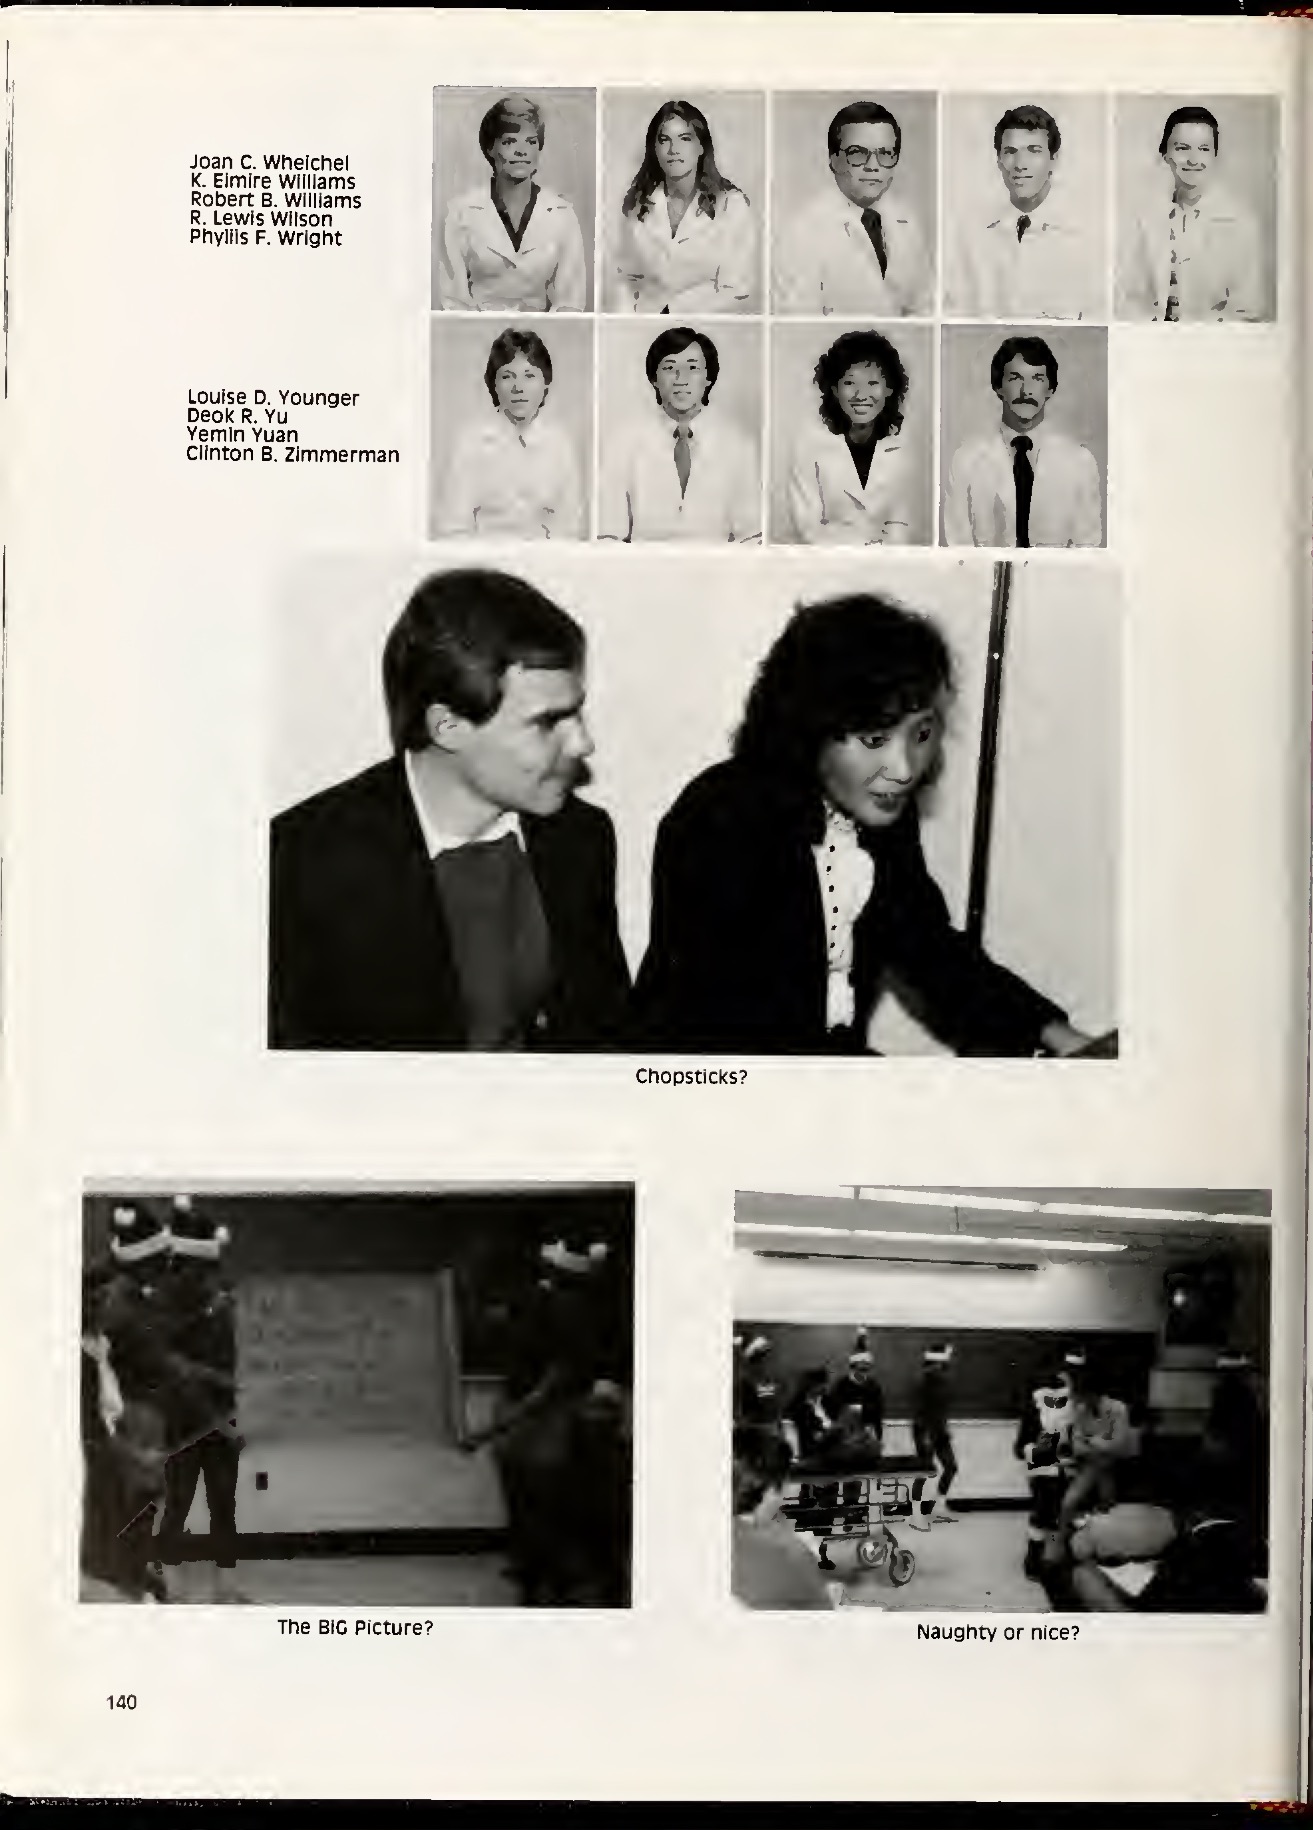 Joan C. Wheichel
K. Elmire Williams
Robert B. Williams
R. Lewis Wilson
Phyllis F. Wright
Louise D. Younger
Deok R. Yu
Yemin Yuan
Clinton B. Zimmerman
Chopsticks?
The BIG Picture?
Naughty or nice?
140